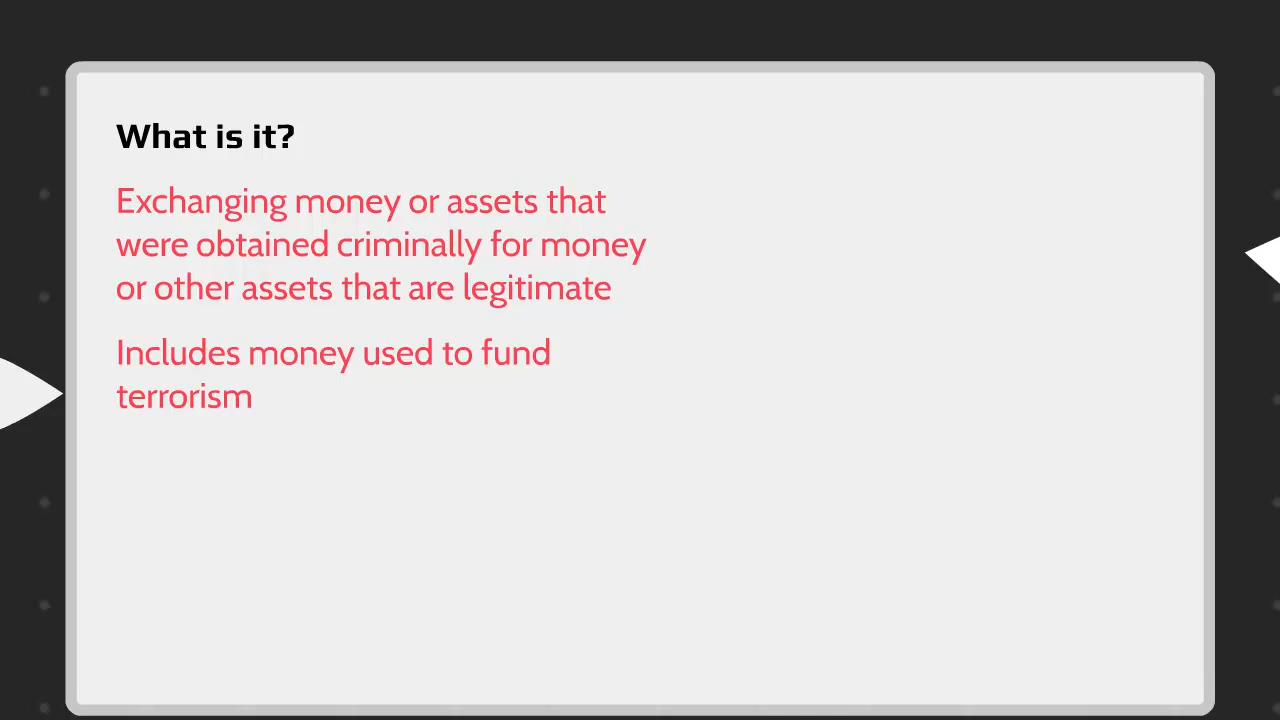 What is it?
Exchanging money or assets that
were obtained criminally for money
or other assets that are legitimate
Includes money used to fund
terrorism